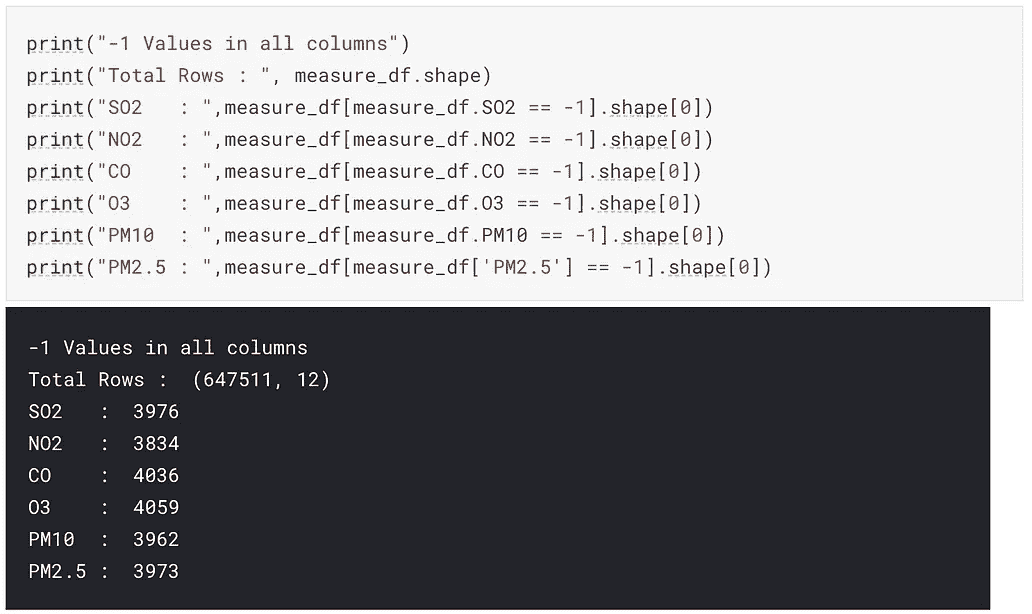 print("-1 Values in all columns")
print("Total Rows : ", measure_df.shape)
print("SO2   : ",measure_df[measure_df.SO2 == -1].shape[0])
print("NO2   : ",measure_df[measure_df.NO2 == -1].shape[0])
print("CO    : ",measure_df[measure_df.CO == -1].shape[0])
print("O3    : ",measure_df[measure_df.O3 == -1].shape[0])
print("PM10  : ",measure_df[measure_df.PM10 == -1].shape[0])
print("PM2.5 : ",measure_df[measure_df['PM2.5'] == -1].shape[0])
-1 Values in all columns
Total Rows :  (647511, 12)
SO2   :  3976
NO2   :  3834
CO    :  4036
O3    :  4059
PM10  :  3962
PM2.5 :  3973